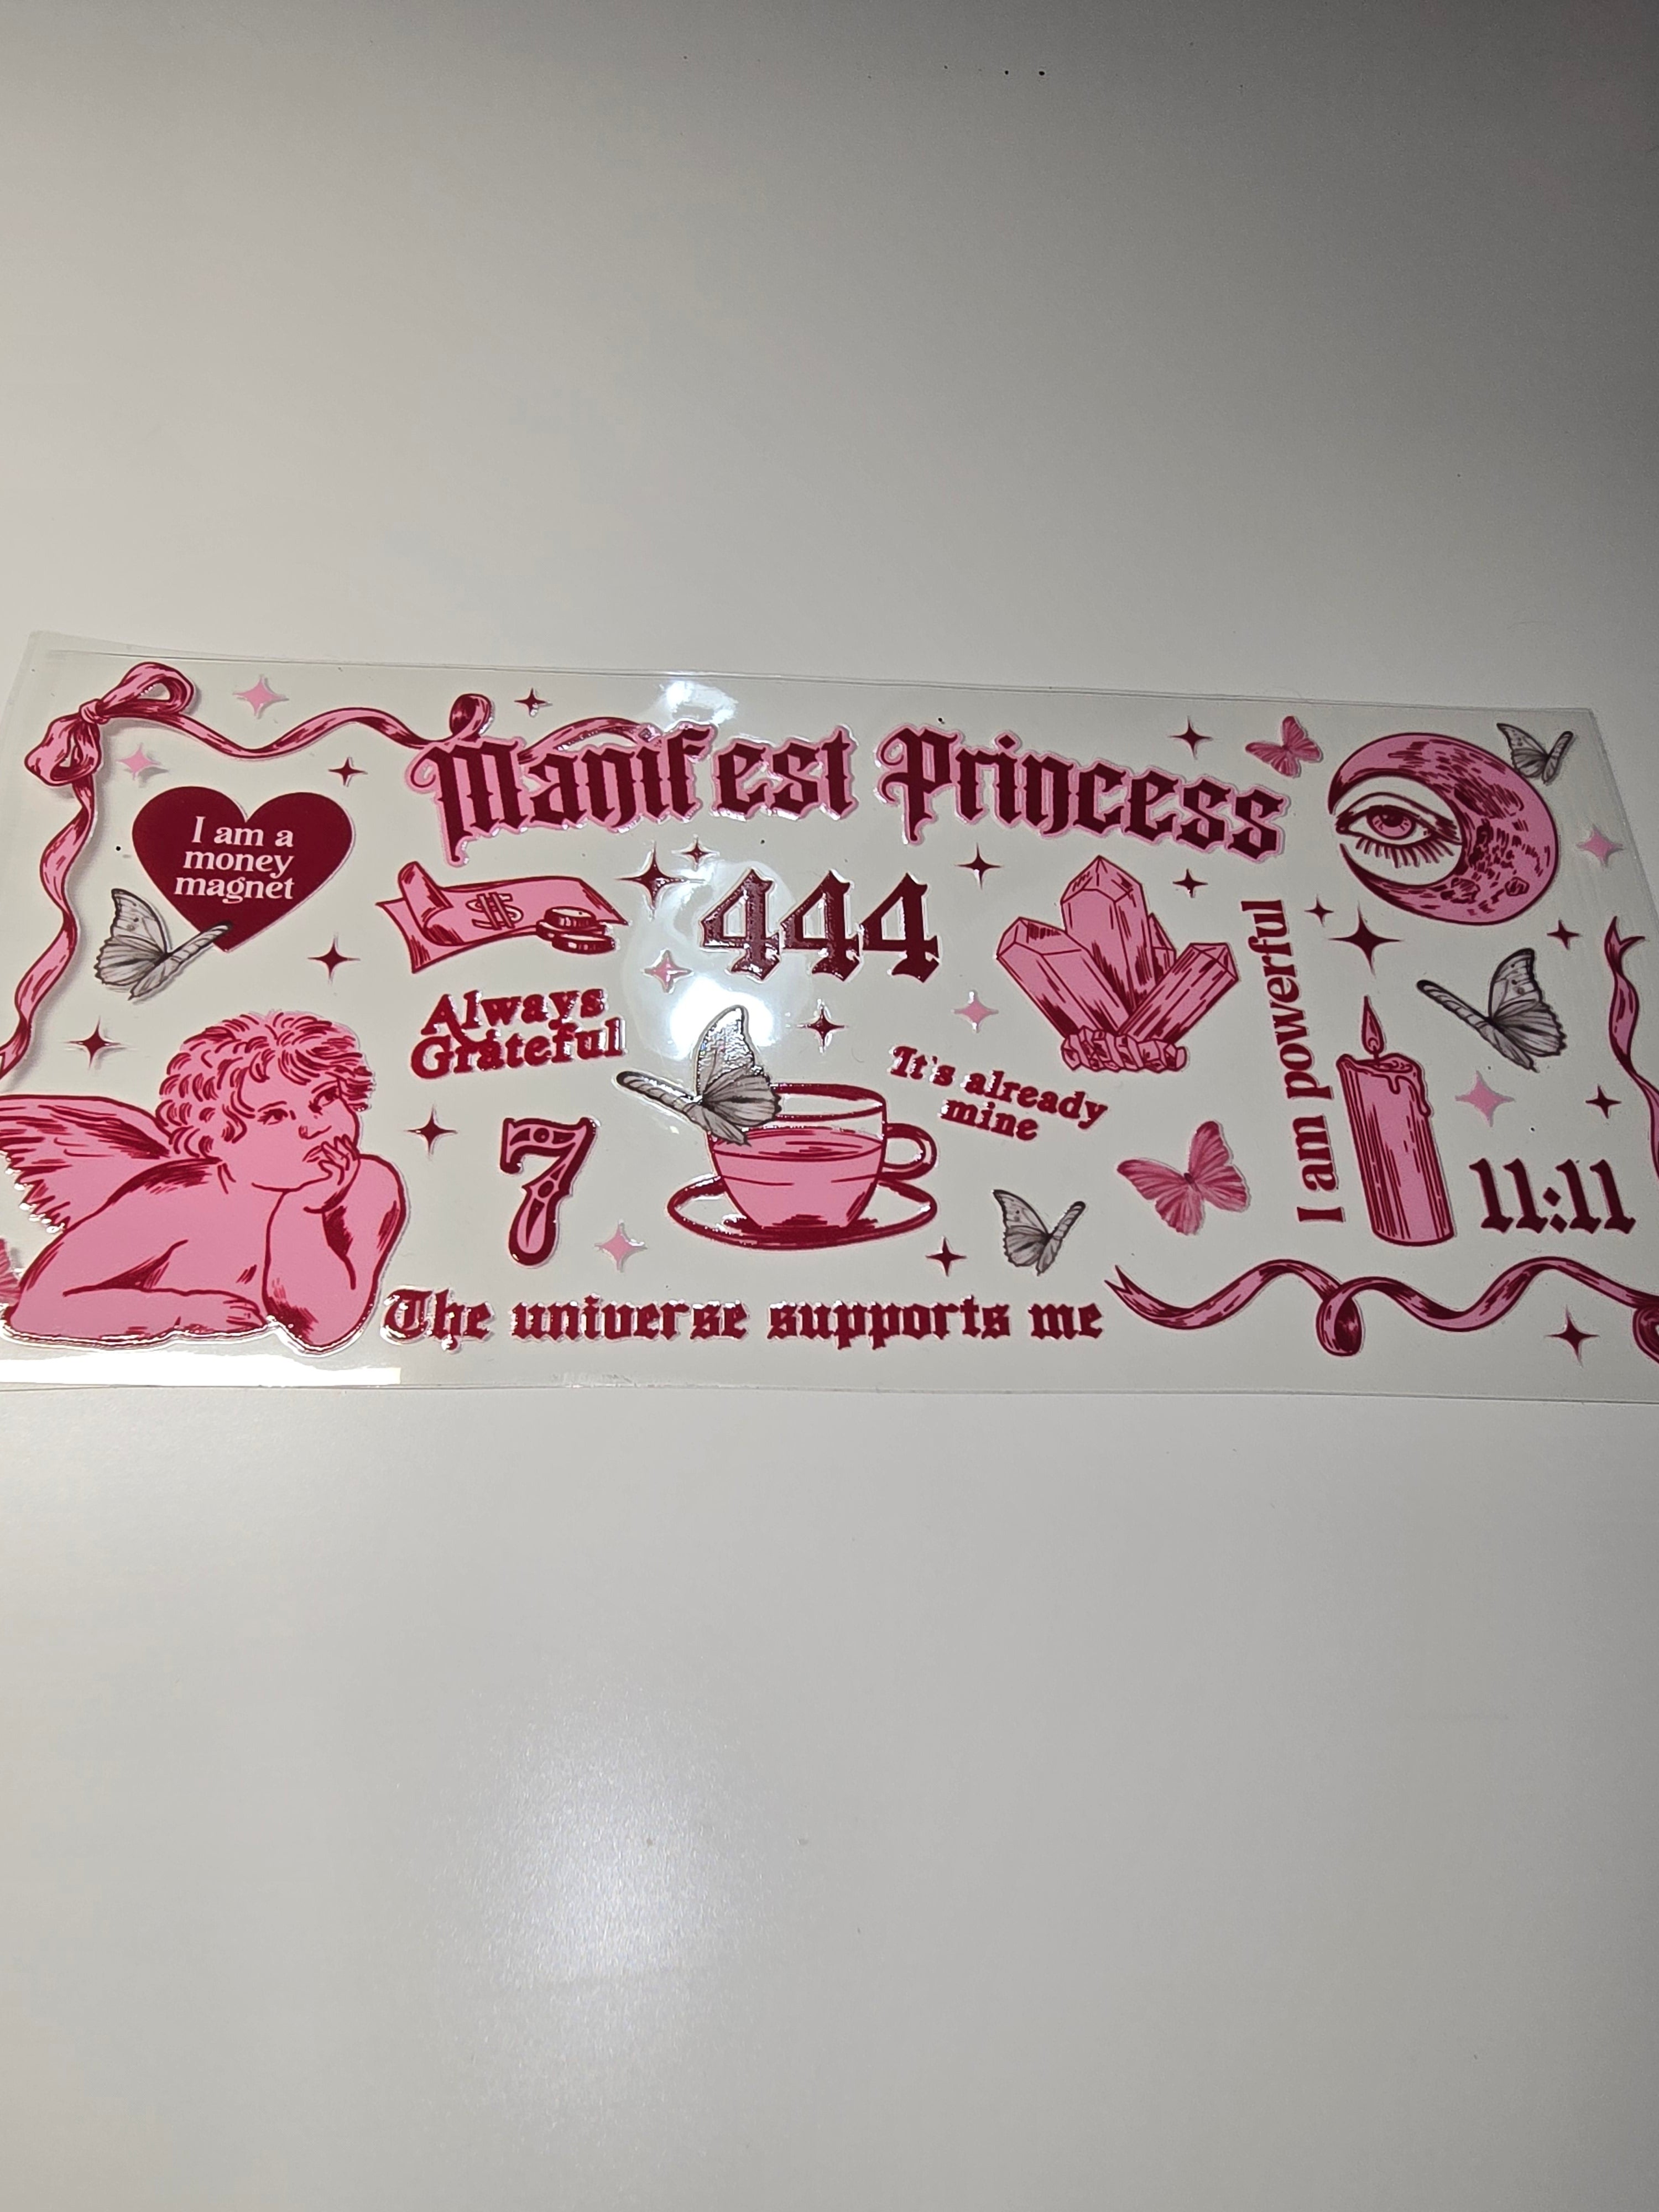 Manifest Princess
I am a
money
magnet
$
444
Always
Grateful
It's already
mine
I am powerful
7
11:11
The universe supports me